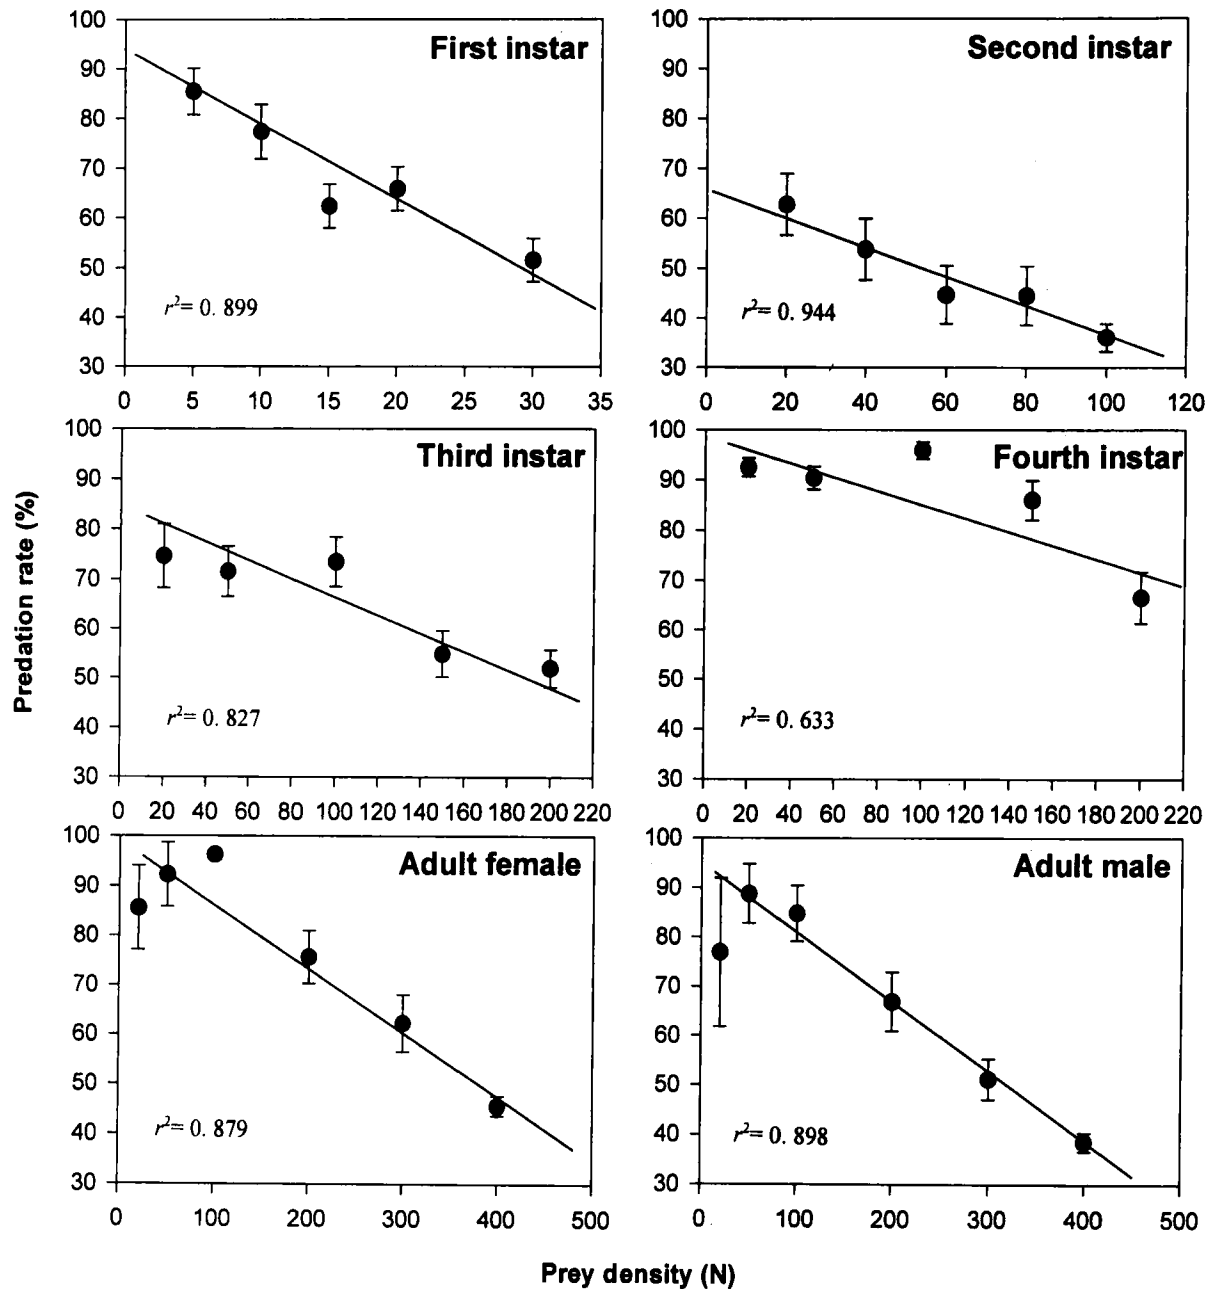 First instar
100
90
80
70
60
50
40
30
r²= 0. 899
0 5 10 15 20 25 30 35
Second instar
100
90
80
70
60
50
40
30
r²= 0. 944
0 20 40 60 80 100 120
Predation rate (%)
Third instar
100
90
80
70
60
50
40
30
r²= 0. 827
0 20 40 60 80 100 120 140 160 180 200 220
Fourth instar
100
90
80
70
60
50
40
30
r²= 0. 633
0 20 40 60 80 100 120 140 160 180 200 220
Adult female
100
90
80
70
60
50
40
30
r²= 0. 879
0 100 200 300 400 500
Adult male
100
90
80
70
60
50
40
30
r²= 0. 898
0 100 200 300 400 500
Prey density (N)